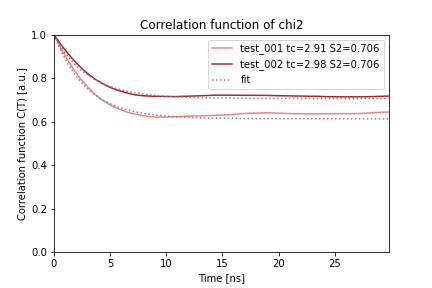 Correlation function of chi2
Correlation function C(T) [a.u.]
1.0
0.8
0.6
0.4
0.2
0.0
test_001 tc=2.91 S2=0.706
test_002 tc=2.98 S2=0.706
fit
0 5 10 15 20 25
Time [ns]